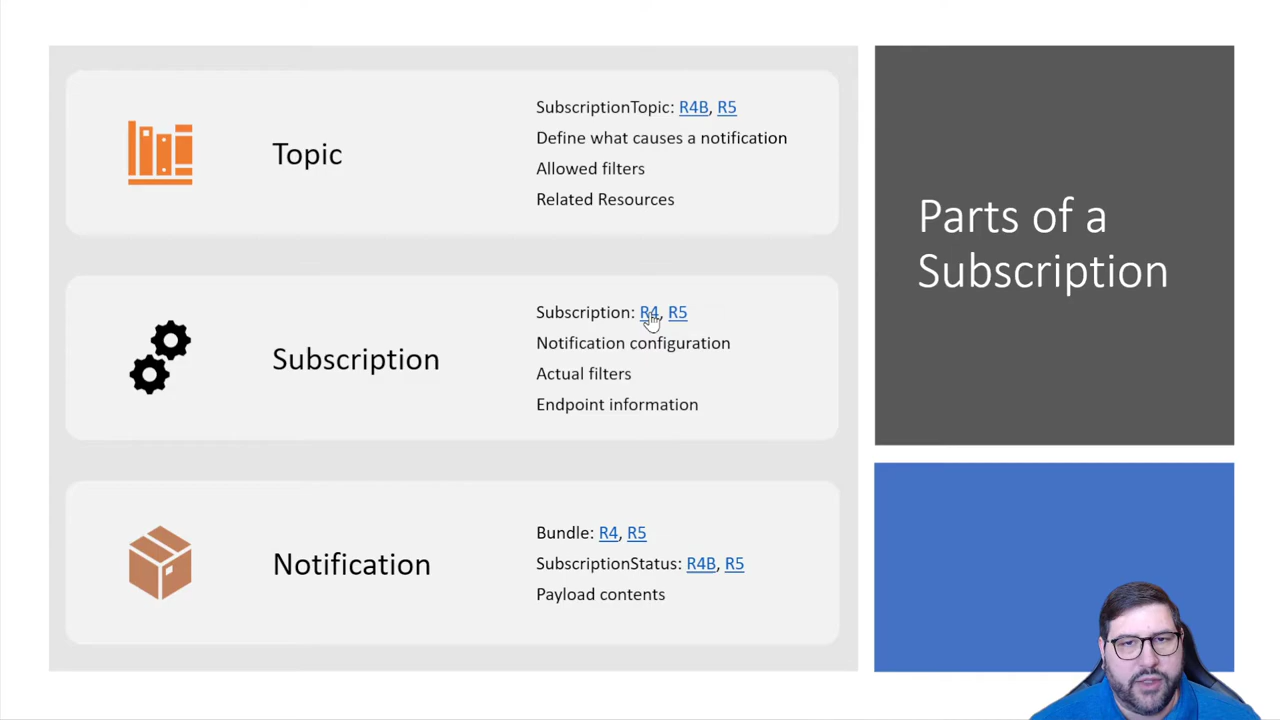 Topic
SubscriptionTopic: R4B, R5
Define what causes a notification
Allowed filters
Related Resources
Subscription
Subscription: R4, R5
Notification configuration
Actual filters
Endpoint information
Notification
Bundle: R4, R5
SubscriptionStatus: R4B, R5
Payload contents
Parts of a
Subscription